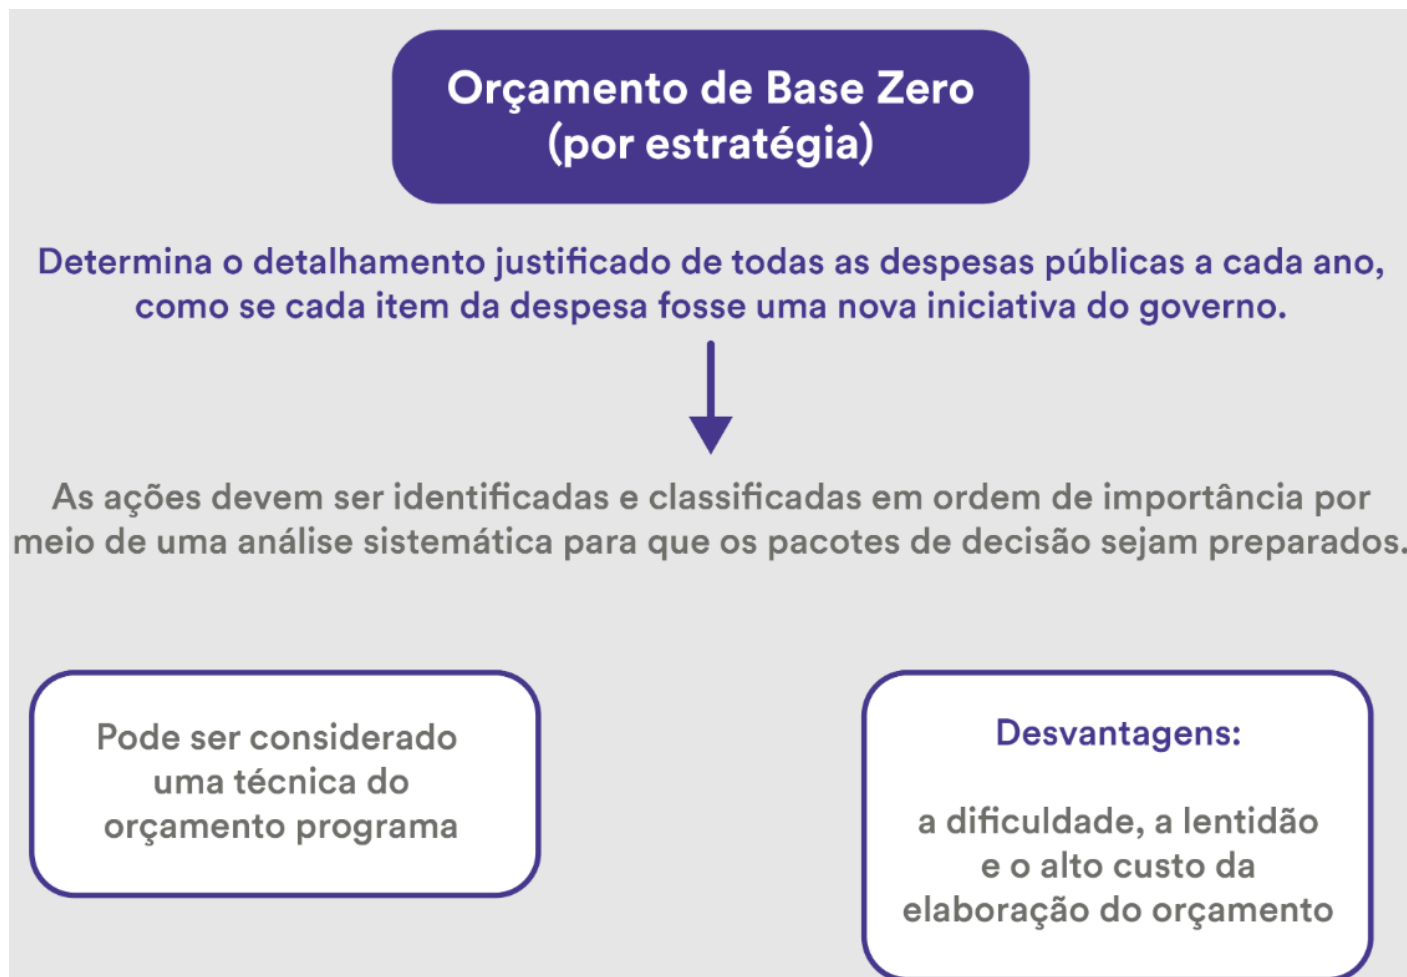 Orçamento de Base Zero
(por estratégia)
Determina o detalhamento justificado de todas as despesas públicas a cada ano,
como se cada item da despesa fosse uma nova iniciativa do governo.
As ações devem ser identificadas e classificadas em ordem de importância por
meio de uma análise sistemática para que os pacotes de decisão sejam preparados.
Pode ser considerado
uma técnica do
orçamento programa
Desvantagens:
a dificuldade, a lentidão
e o alto custo da
elaboração do orçamento